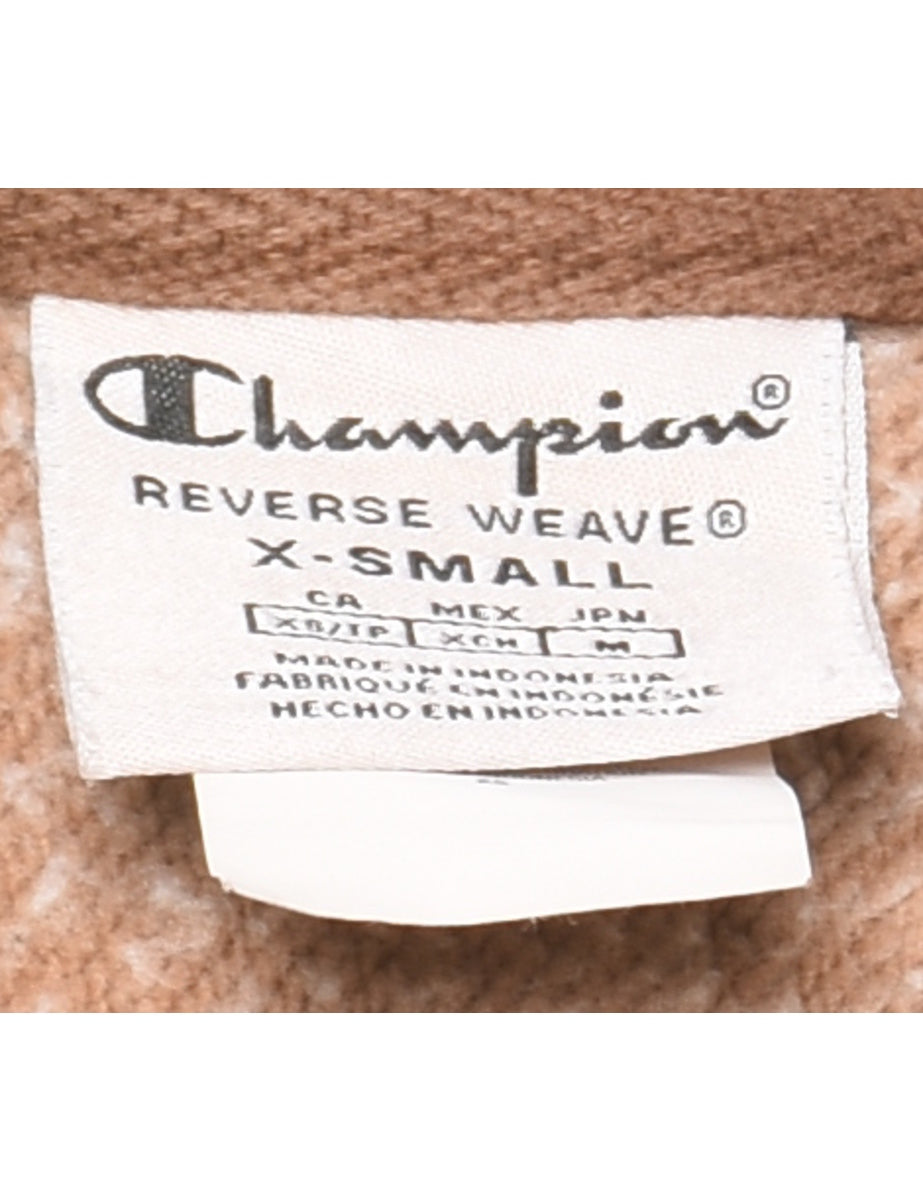 Champion®
REVERSE WEAVE®
X-SMALL
CA MEX JPN
XS/TP XCH M
MADE IN INDONESIA
FABRIQUÉ EN INDONÉSIE
HECHO EN INDONESIA